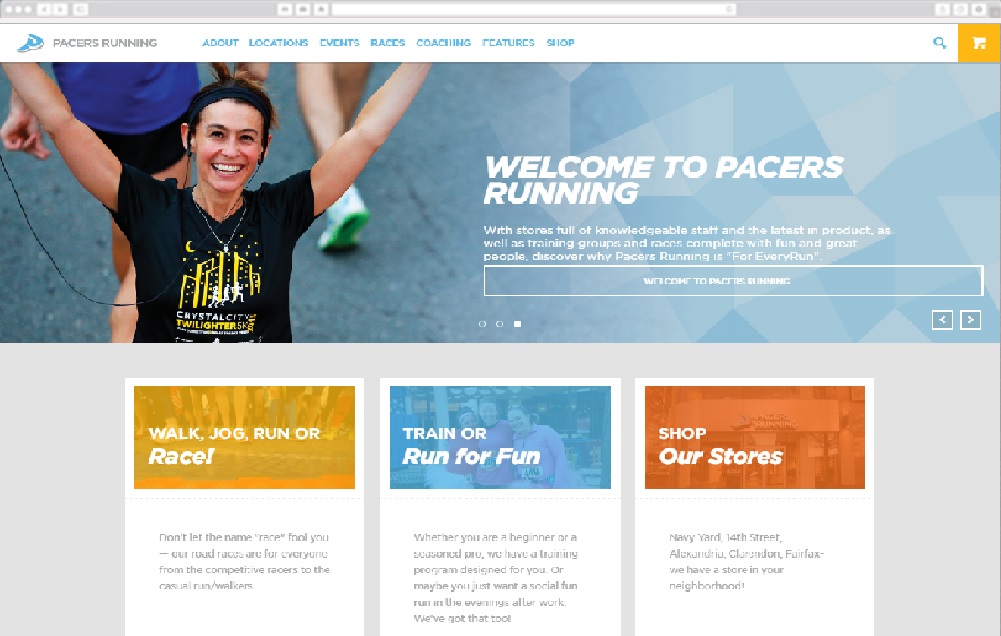 PACERS RUNNING
ABOUT LOCATIONS EVENTS RACES COACHING FEATURES SHOP
WELCOME TO PACERS
RUNNING
With stores full of knowledgeable staff and the latest in product, as
well as training groups and races complete with fun and great
people, discover why Pacers Running is "For EveryRun".
WELCOME TO PACERS RUNNING
CRYSTALCITY
TWILIGHTER5K
WALK, JOG, RUN OR
Race!
TRAIN OR
Run for Fun
PACERS
RUNNING
SHOP
Our Stores
Don't let the name "race" fool you
— our road races are for everyone
from the competitive racers to the
casual run/walkers
Whether you are a beginner or a
seasoned pro, we have a training
program designed for you. Or
maybe you just want a social fun
run in the evenings after work.
We've got that too!
Navy Yard, 14th Street,
Alexandria, Clarendon, Fairfax-
we have a store in your
neighborhood!